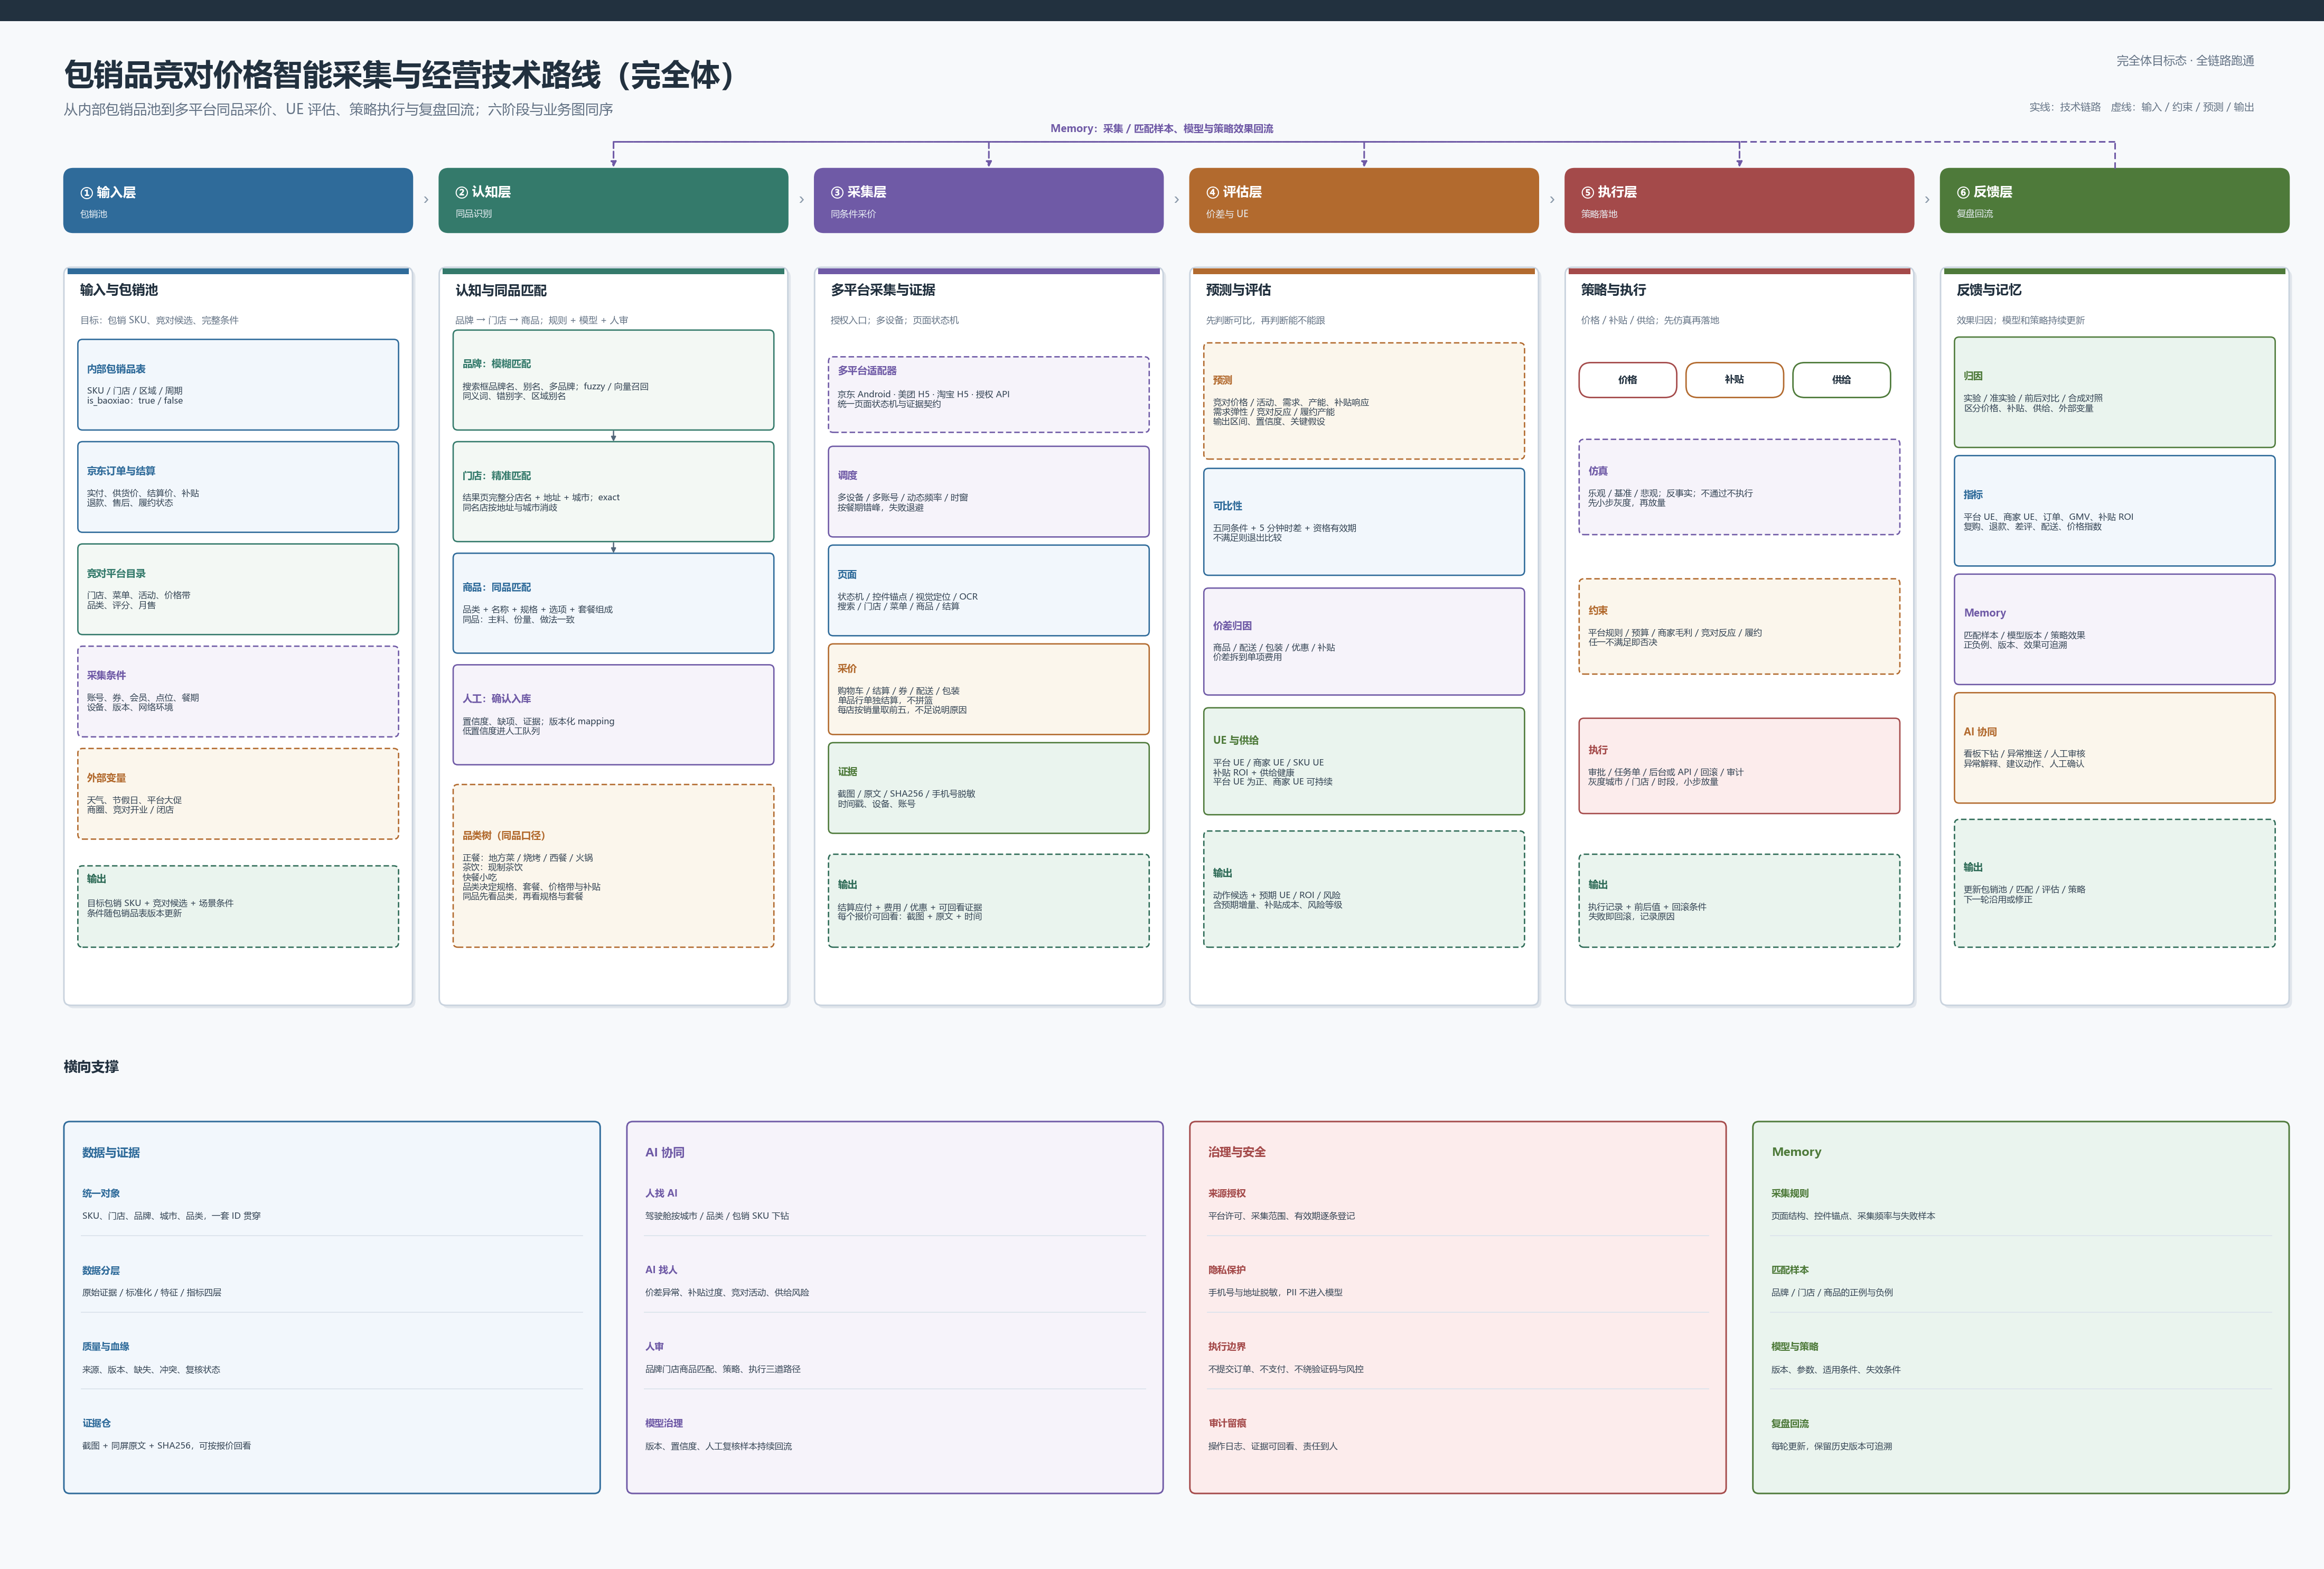 包销品竞对价格智能采集与经营技术路线（完全体）
完全体目标态 · 全链路跑通
从内部包销品池到多平台同品采价、UE 评估、策略执行与复盘回流；六阶段与业务图同序
实线：技术链路　虚线：输入 / 约束 / 预测 / 输出
Memory：采集 / 匹配样本、模型与策略效果回流
① 输入层
包销池
›
② 认知层
同品识别
›
③ 采集层
同条件采价
›
④ 评估层
价差与 UE
›
⑤ 执行层
策略落地
›
⑥ 反馈层
复盘回流
输入与包销池
目标：包销 SKU、竞对候选、完整条件
内部包销品表
SKU / 门店 / 区域 / 周期
is_baoxiao：true / false
京东订单与结算
实付、供货价、结算价、补贴
退款、售后、履约状态
竞对平台目录
门店、菜单、活动、价格带
品类、评分、月售
采集条件
账号、券、会员、点位、餐期
设备、版本、网络环境
外部变量
天气、节假日、平台大促
商圈、竞对开业 / 闭店
输出
目标包销 SKU + 竞对候选 + 场景条件
条件随包销品表版本更新
认知与同品匹配
品牌 → 门店 → 商品；规则 + 模型 + 人审
品牌：模糊匹配
搜索框品牌名、别名、多品牌；fuzzy / 向量召回
同义词、错别字、区域别名
门店：精准匹配
结果页完整分店名 + 地址 + 城市；exact
同名店按地址与城市消歧
商品：同品匹配
品类 + 名称 + 规格 + 选项 + 套餐组成
同品：主料、份量、做法一致
人工：确认入库
置信度、缺项、证据；版本化 mapping
低置信度进人工队列
品类树（同品口径）
正餐：地方菜 / 烧烤 / 西餐 / 火锅
茶饮：现制茶饮
快餐小吃
品类决定规格、套餐、价格带与补贴
同品先看品类，再看规格与套餐
多平台采集与证据
授权入口；多设备；页面状态机
多平台适配器
京东 Android · 美团 H5 · 淘宝 H5 · 授权 API
统一页面状态机与证据契约
调度
多设备 / 多账号 / 动态频率 / 时窗
按餐期错峰，失败退避
页面
状态机 / 控件锚点 / 视觉定位 / OCR
搜索 / 门店 / 菜单 / 商品 / 结算
采价
购物车 / 结算 / 券 / 配送 / 包装
单品行单独结算，不拼篮
每店按销量取前五，不足说明原因
证据
截图 / 原文 / SHA256 / 手机号脱敏
时间戳、设备、账号
输出
结算应付 + 费用 / 优惠 + 可回看证据
每个报价可回看：截图 + 原文 + 时间
预测与评估
先判断可比，再判断能不能跟
预测
竞对价格 / 活动、需求、产能、补贴响应
需求弹性 / 竞对反应 / 履约产能
输出区间、置信度、关键假设
可比性
五同条件 + 5 分钟时差 + 资格有效期
不满足则退出比较
价差归因
商品 / 配送 / 包装 / 优惠 / 补贴
价差拆到单项费用
UE 与供给
平台 UE / 商家 UE / SKU UE
补贴 ROI + 供给健康
平台 UE 为正、商家 UE 可持续
输出
动作候选 + 预期 UE / ROI / 风险
含预期增量、补贴成本、风险等级
策略与执行
价格 / 补贴 / 供给；先仿真再落地
价格
补贴
供给
仿真
乐观 / 基准 / 悲观；反事实；不通过不执行
先小步灰度，再放量
约束
平台规则 / 预算 / 商家毛利 / 竞对反应 / 履约
任一不满足即否决
执行
审批 / 任务单 / 后台或 API / 回滚 / 审计
灰度城市 / 门店 / 时段，小步放量
输出
执行记录 + 前后值 + 回滚条件
失败即回滚，记录原因
反馈与记忆
效果归因；模型和策略持续更新
归因
实验 / 准实验 / 前后对比 / 合成对照
区分价格、补贴、供给、外部变量
指标
平台 UE、商家 UE、订单、GMV、补贴 ROI
复购、退款、差评、配送、价格指数
Memory
匹配样本 / 模型版本 / 策略效果
正负例、版本、效果可追溯
AI 协同
看板下钻 / 异常推送 / 人工审核
异常解释、建议动作、人工确认
输出
更新包销池 / 匹配 / 评估 / 策略
下一轮沿用或修正
横向支撑
数据与证据
统一对象
SKU、门店、品牌、城市、品类，一套 ID 贯穿
数据分层
原始证据 / 标准化 / 特征 / 指标四层
质量与血缘
来源、版本、缺失、冲突、复核状态
证据仓
截图 + 同屏原文 + SHA256，可按报价回看
AI 协同
人找 AI
驾驶舱按城市 / 品类 / 包销 SKU 下钻
AI 找人
价差异常、补贴过度、竞对活动、供给风险
人审
品牌门店商品匹配、策略、执行三道路径
模型治理
版本、置信度、人工复核样本持续回流
治理与安全
来源授权
平台许可、采集范围、有效期逐条登记
隐私保护
手机号与地址脱敏，PII 不进入模型
执行边界
不提交订单、不支付、不绕验证码与风控
审计留痕
操作日志、证据可回看、责任到人
Memory
采集规则
页面结构、控件锚点、采集频率与失败样本
匹配样本
品牌 / 门店 / 商品的正例与负例
模型与策略
版本、参数、适用条件、失效条件
复盘回流
每轮更新，保留历史版本可追溯